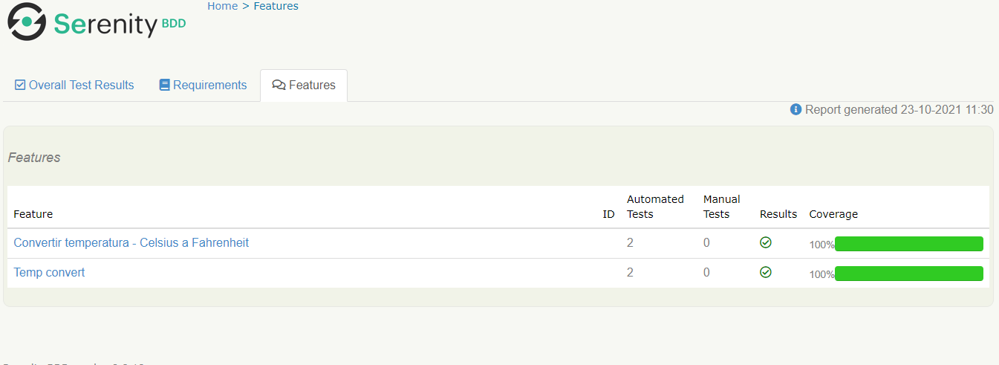 Home > Features
Serenity BDD
Overall Test Results
Requirements
Features
Report generated 23-10-2021 11:30
Features
Feature ID Automated Tests Manual Tests Results Coverage
Convertir temperatura - Celsius a Fahrenheit 2 0 100%
Temp convert 2 0 100%